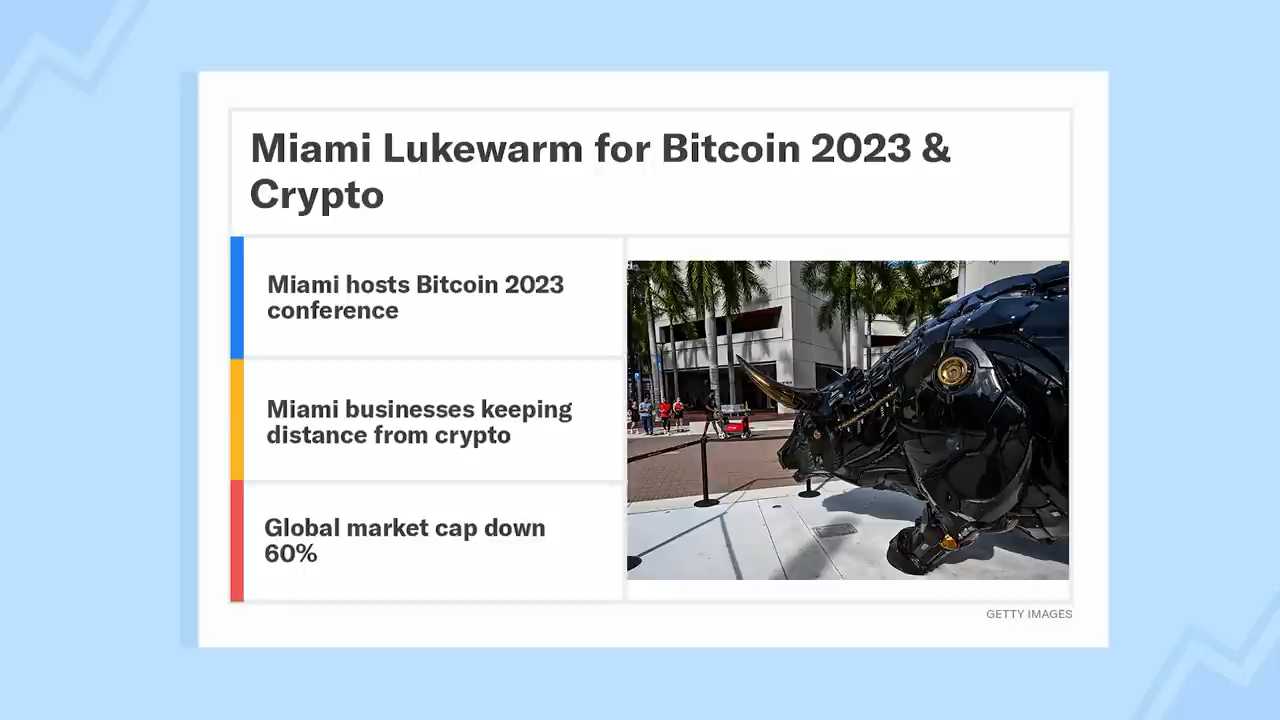 Miami Lukewarm for Bitcoin 2023 &
Crypto
Miami hosts Bitcoin 2023
conference
Miami businesses keeping
distance from crypto
Global market cap down
60%
GETTY IMAGES